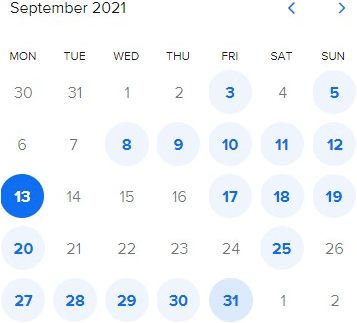 September 2021
MON TUE WED THU FRI SAT SUN
30 31 1 2 3 4 5
6 7 8 9 10 11 12
13 14 15 16 17 18 19
20 21 22 23 24 25 26
27 28 29 30 31 1 2